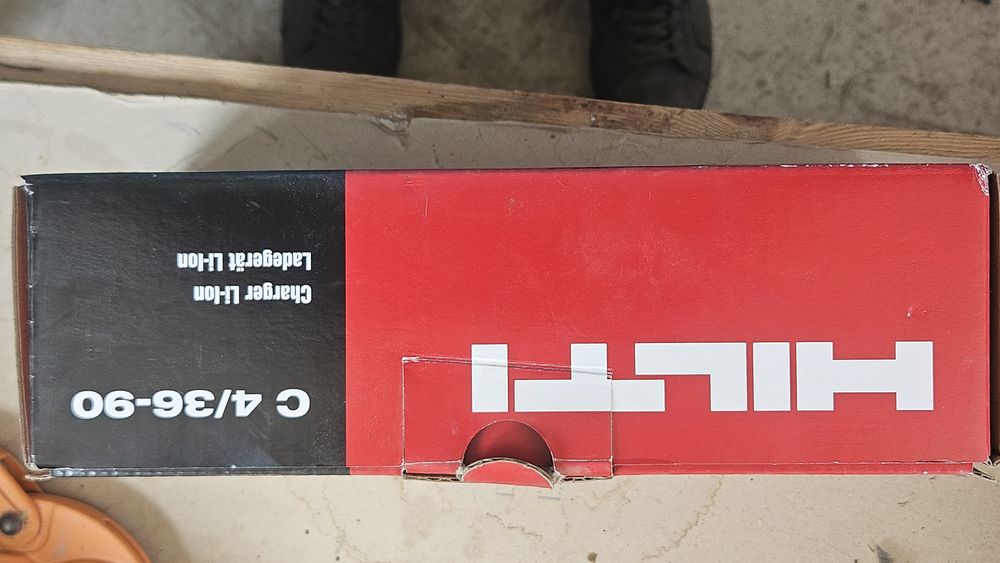 HILTI
C 4/36-90
Charger Li-Ion
Ladegerät Li-Ion